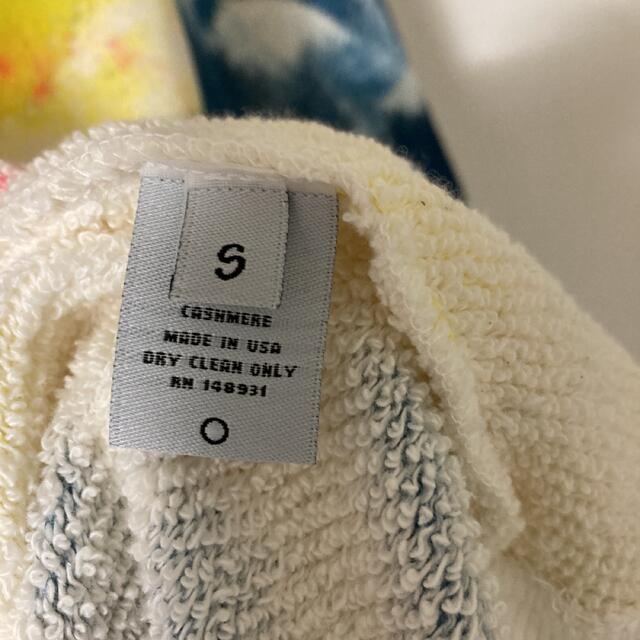 S
CASHMERE
MADE IN USA
DRY CLEAN ONLY
RN 148931